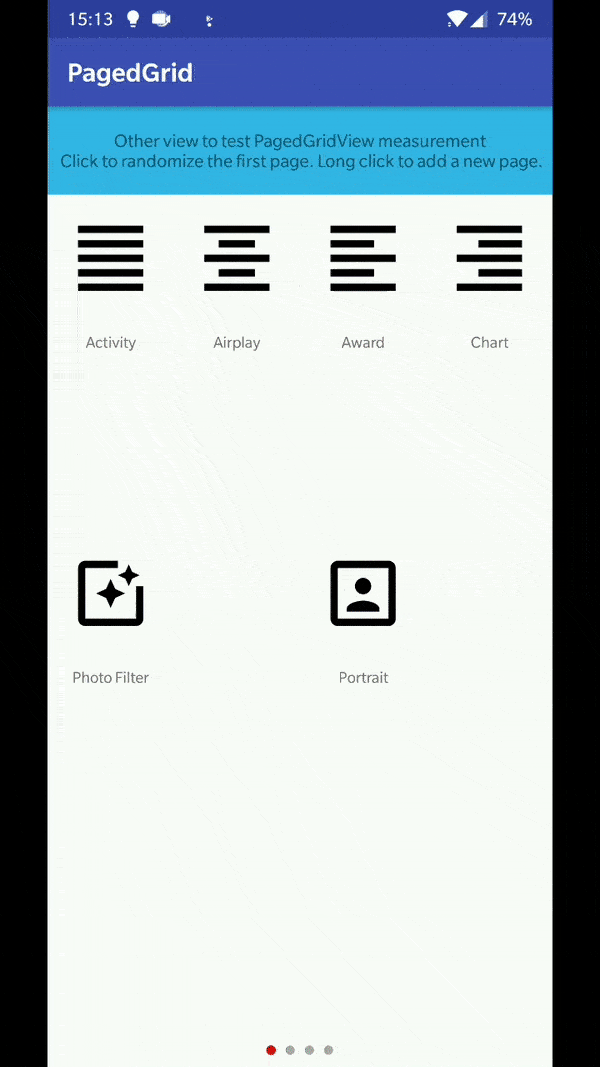 15:13 74%
PagedGrid
Other view to test PagedGridView measurement
Click to randomize the first page. Long click to add a new page.
Activity Airplay Award Chart
Photo Filter Portrait